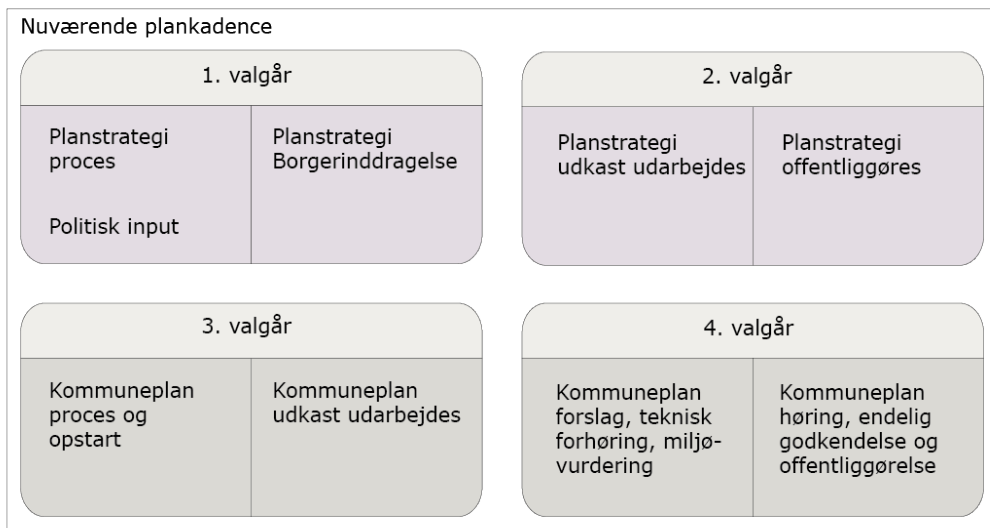 Nuværende plankadence
1. valgår
Planstrategi
proces
Politisk input
Planstrategi
Borgerinddragelse
2. valgår
Planstrategi
udkast udarbejdes
Planstrategi
offentliggøres
3. valgår
Kommuneplan
proces og
opstart
Kommuneplan
udkast udarbejdes
4. valgår
Kommuneplan
forslag, teknisk
forhøring, miljø-
vurdering
Kommuneplan
høring, endelig
godkendelse og
offentliggørelse